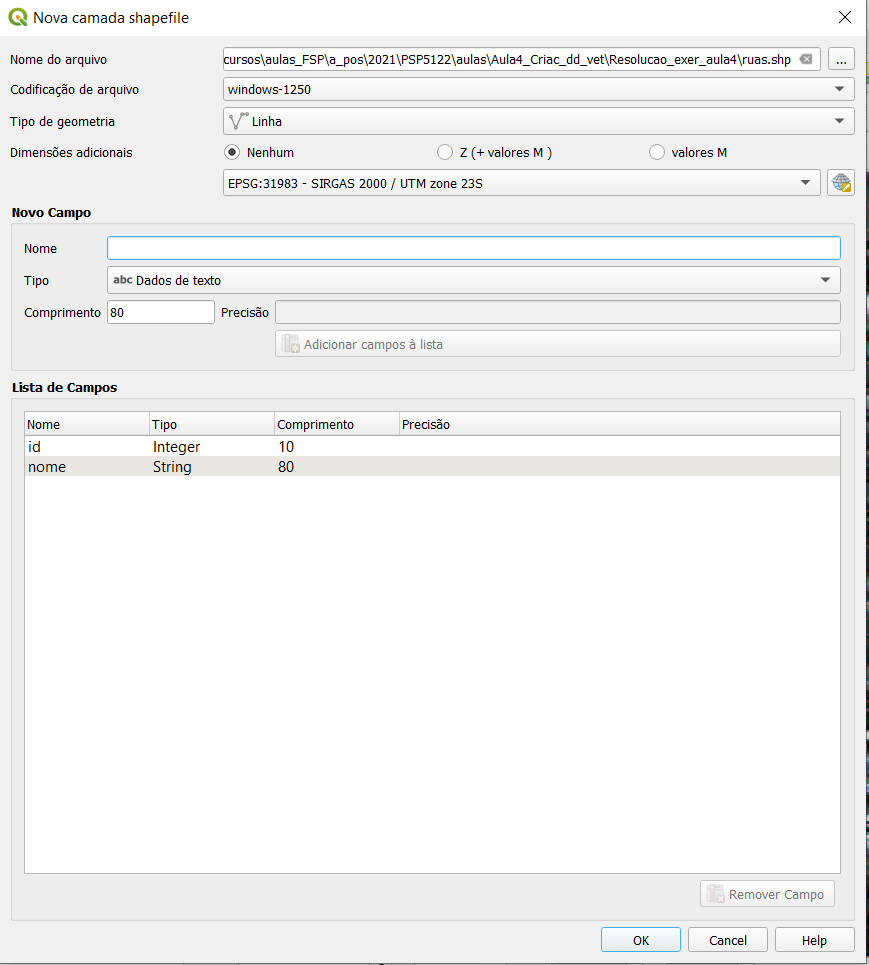 Nova camada shapefile
Nome do arquivo cursos\aulas_FSP\a_pos\2021\PSP5122\aulas\Aula4_Criac_dd_vet\Resolucao_exer_aula4\ruas.shp ...
Codificação de arquivo windows-1250
Tipo de geometria Linha
Dimensões adicionais Nenhum Z (+ valores M ) valores M
EPSG:31983 - SIRGAS 2000 / UTM zone 23S
Novo Campo
Nome
Tipo abc Dados de texto
Comprimento 80 Precisão
Adicionar campos à lista
Lista de Campos
Nome Tipo Comprimento Precisão
id Integer 10
nome String 80
Remover Campo
OK Cancel Help